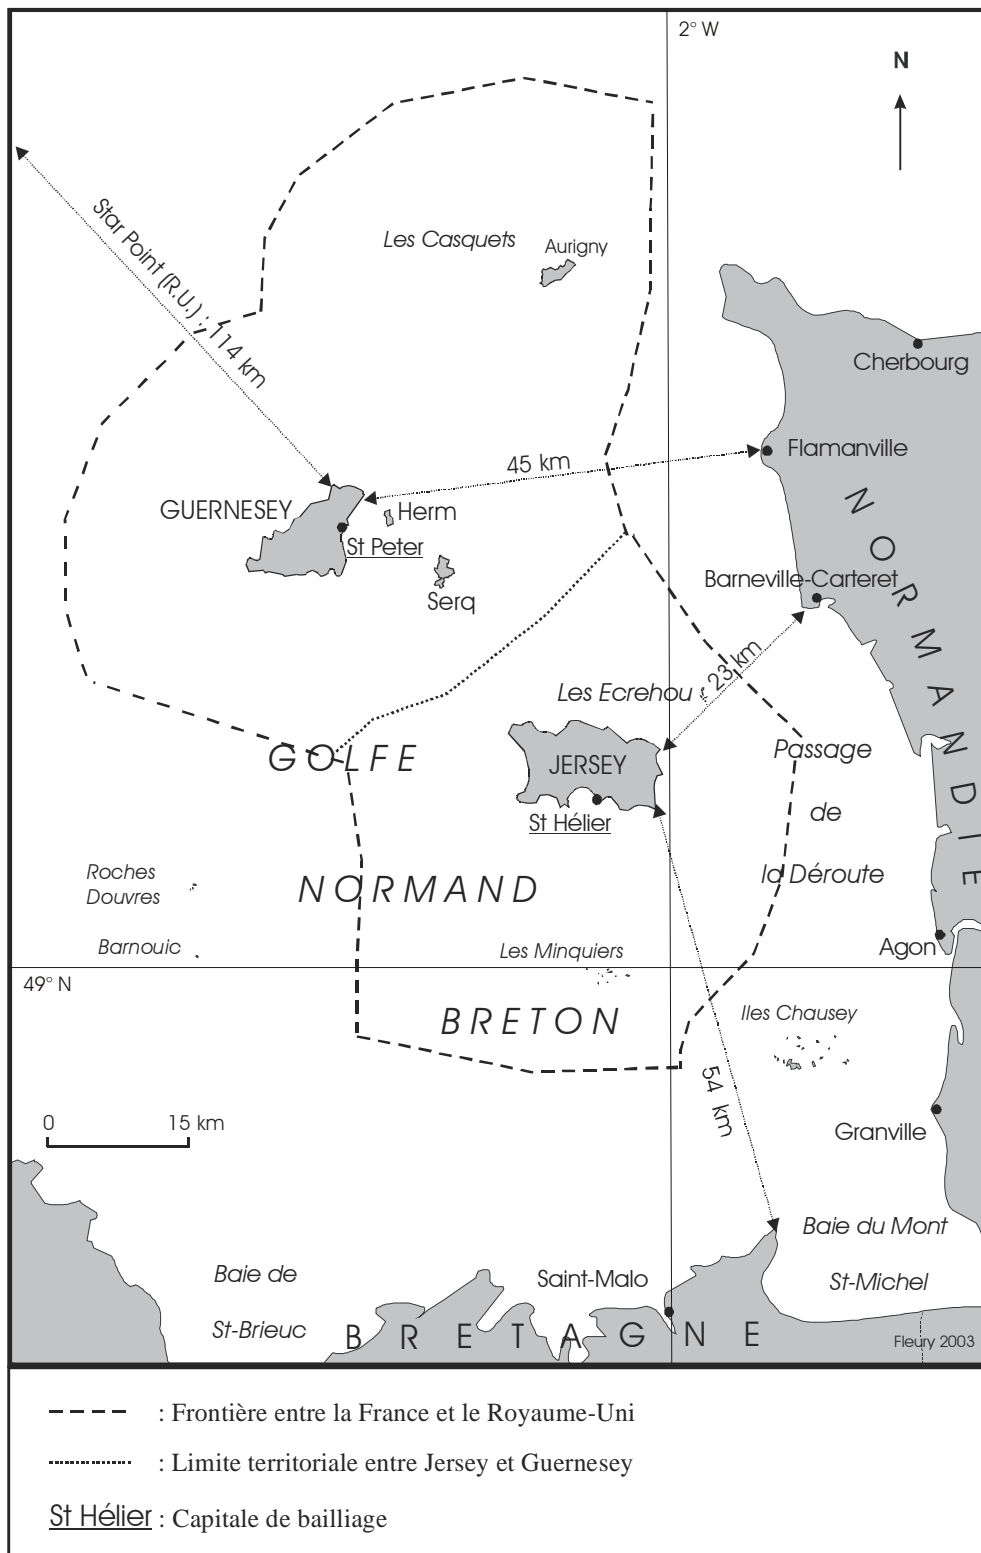 2° W
N
Les Casquets
Aurigny
Star Point (R.U.) : 114 km
Cherbourg
Flamanville
45 km
GUERNESEY
Herm
St Peter
Serq
Barneville-Carteret
NORMANDIE
23 km
Les Ecrehou
GOLFE
JERSEY
Passage
de
la Déroute
St Hélier
Roches
Douvres
NORMAND
Barnouic
Les Minquiers
Agon
49° N
BRETON
Iles Chausey
54 km
0 15 km
Granville
Baie du Mont
St-Michel
Baie de
St-Brieuc
Saint-Malo
BRETAGNE
Fleury 2003
: Frontière entre la France et le Royaume-Uni
: Limite territoriale entre Jersey et Guernesey
St Hélier : Capitale de bailliage